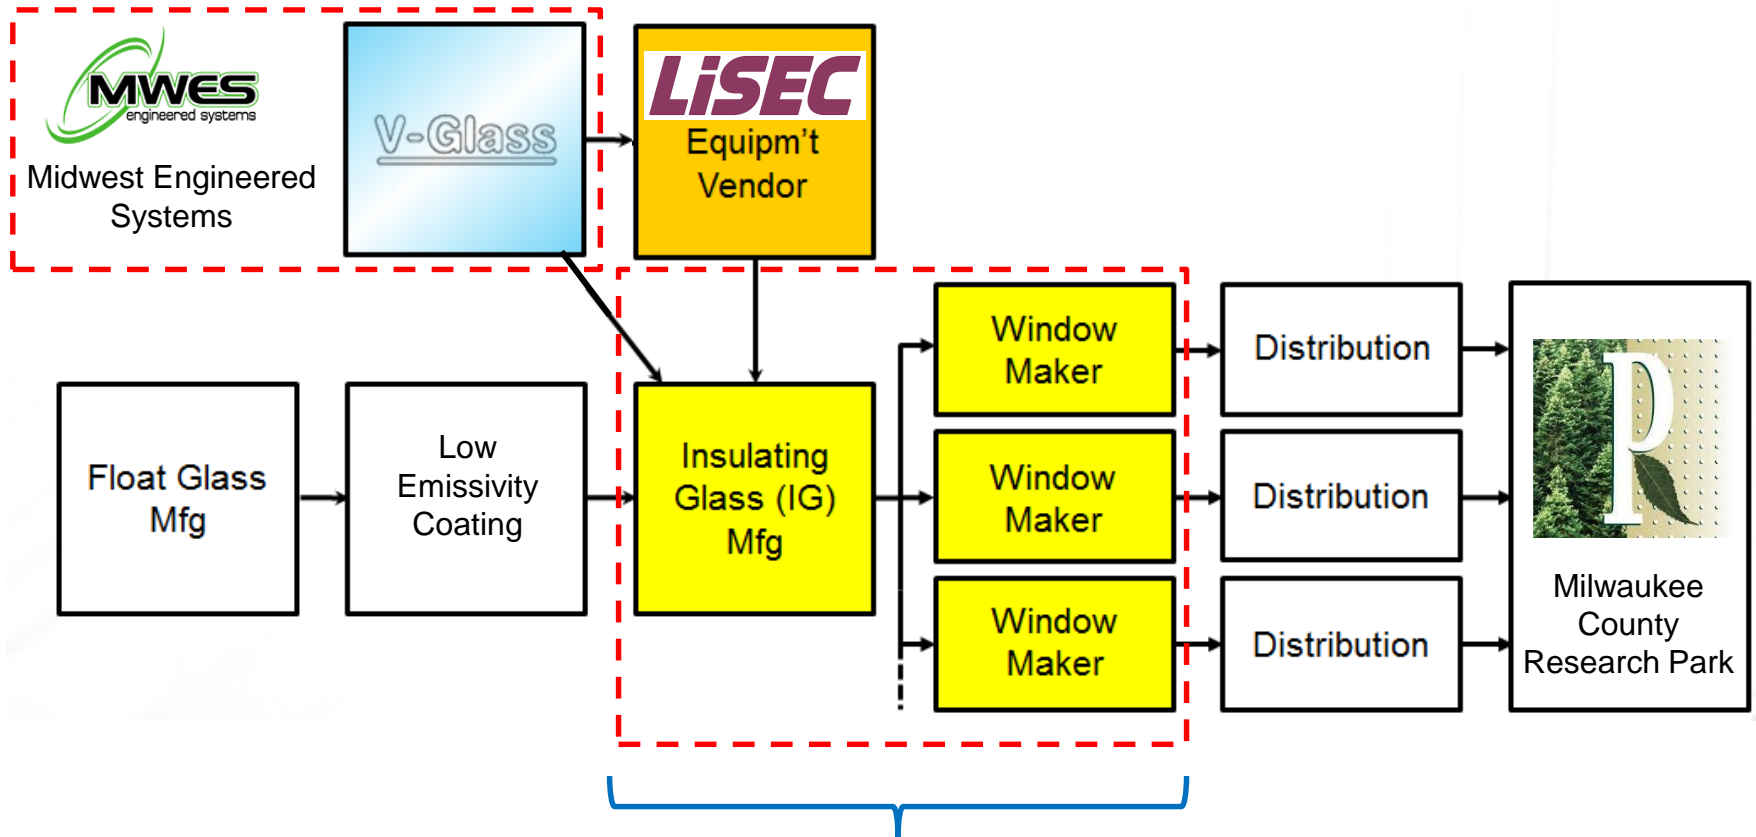 MWES
engineered systems
Midwest Engineered
Systems
V-Glass
LiSEC
Equipm't
Vendor
Float Glass
Mfg
Low
Emissivity
Coating
Insulating
Glass (IG)
Mfg
Window
Maker
Distribution
Window
Maker
Distribution
Window
Maker
Distribution
R
Milwaukee
County
Research Park